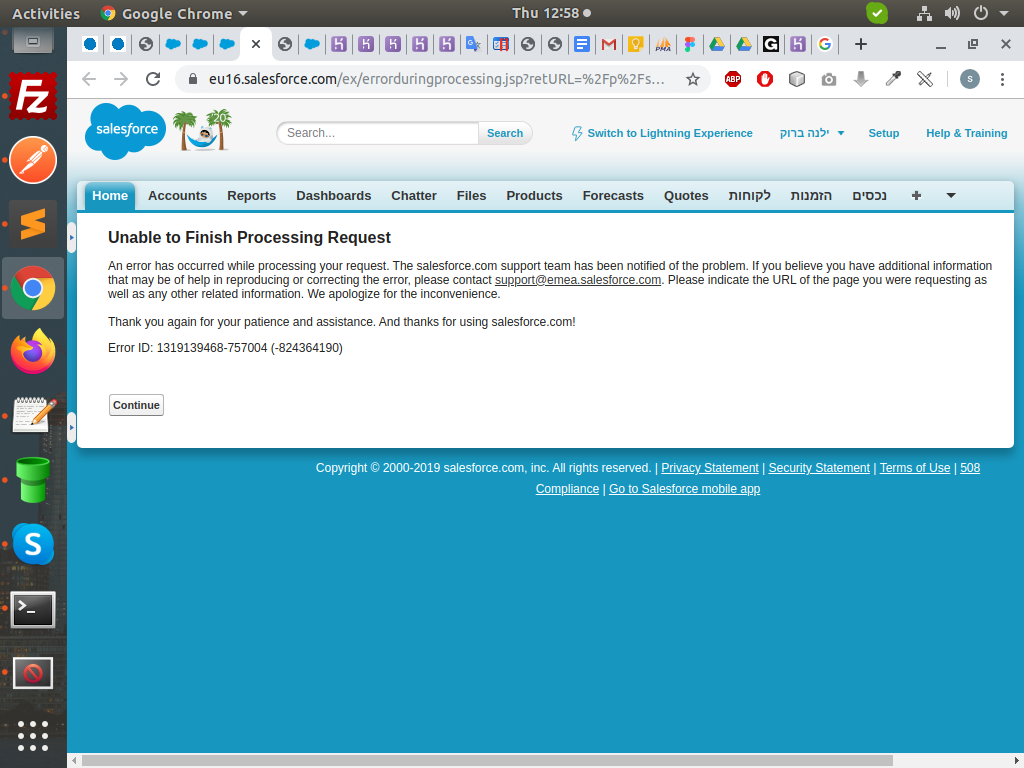 Activities Google Chrome Thu 12:58
eu16.salesforce.com/ex/errorduringprocessing.jsp?retURL=%2Fp%2Fs... ABP S
salesforce 20
Search... Search Switch to Lightning Experience ילנה ברוק Setup Help & Training
Home Accounts Reports Dashboards Chatter Files Products Forecasts Quotes לקוחות הזמנות נכסים
Unable to Finish Processing Request
An error has occurred while processing your request. The salesforce.com support team has been notified of the problem. If you believe you have additional information
that may be of help in reproducing or correcting the error, please contact support@emea.salesforce.com. Please indicate the URL of the page you were requesting as
well as any other related information. We apologize for the inconvenience.
Thank you again for your patience and assistance. And thanks for using salesforce.com!
Error ID: 1319139468-757004 (-824364190)
Continue
Copyright © 2000-2019 salesforce.com, inc. All rights reserved. | Privacy Statement | Security Statement | Terms of Use | 508
Compliance | Go to Salesforce mobile app